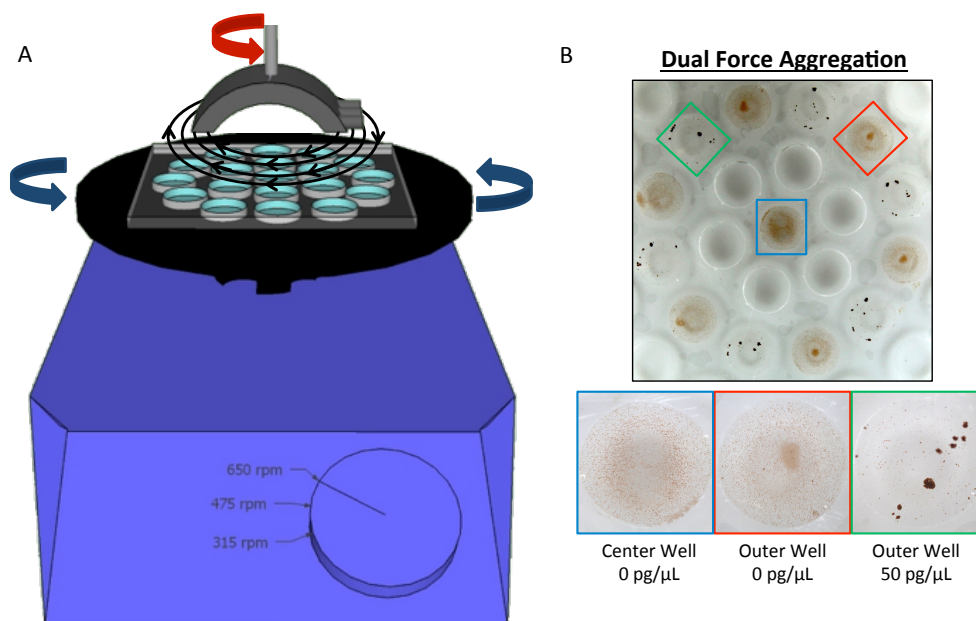 A
650 rpm
475 rpm
315 rpm
B
Dual Force Aggregation
Center Well
0 pg/µL
Outer Well
0 pg/µL
Outer Well
50 pg/µL